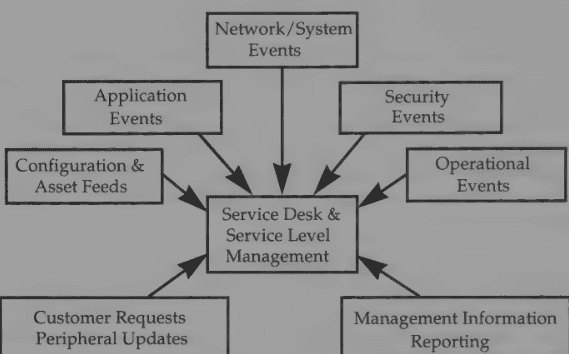 Network/System
Events
Application
Events
Security
Events
Configuration &
Asset Feeds
Operational
Events
Service Desk &
Service Level
Management
Customer Requests
Peripheral Updates
Management Information
Reporting